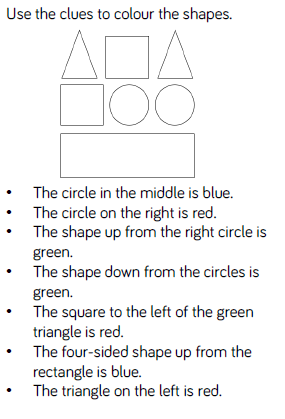 Use the clues to colour the shapes.
• The circle in the middle is blue.
• The circle on the right is red.
• The shape up from the right circle is
green.
• The shape down from the circles is
green.
• The square to the left of the green
triangle is red.
• The four-sided shape up from the
rectangle is blue.
• The triangle on the left is red.